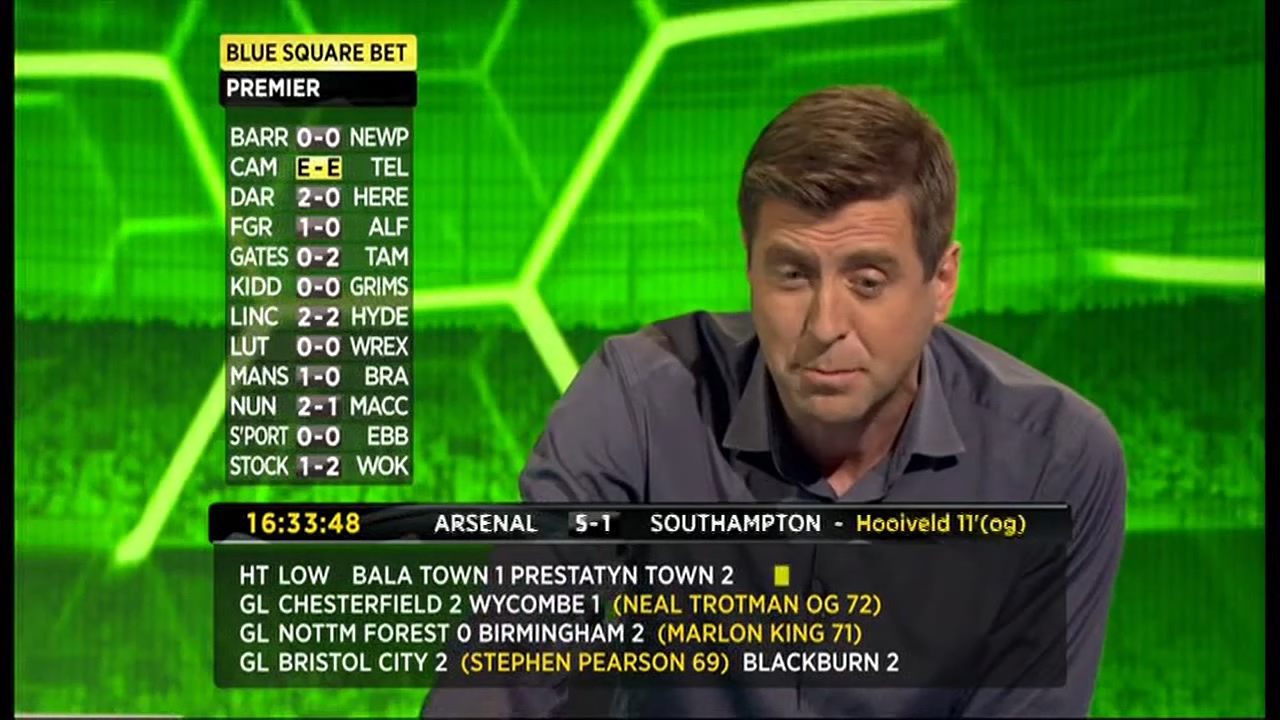 BLUE SQUARE BET
PREMIER
BARR 0-0 NEWP
CAM E-E TEL
DAR 2-0 HERE
FGR 1-0 ALF
GATES 0-2 TAM
KIDD 0-0 GRIMS
LINC 2-2 HYDE
LUT 0-0 WREX
MANS 1-0 BRA
NUN 2-1 MACC
S'PORT 0-0 EBB
STOCK 1-2 WOK
16:33:48 ARSENAL 5-1 SOUTHAMPTON - Hooiveld 11'(og)
HT LOW BALA TOWN 1 PRESTATYN TOWN 2
GL CHESTERFIELD 2 WYCOMBE 1 (NEAL TROTMAN OG 72)
GL NOTTM FOREST 0 BIRMINGHAM 2 (MARLON KING 71)
GL BRISTOL CITY 2 (STEPHEN PEARSON 69) BLACKBURN 2